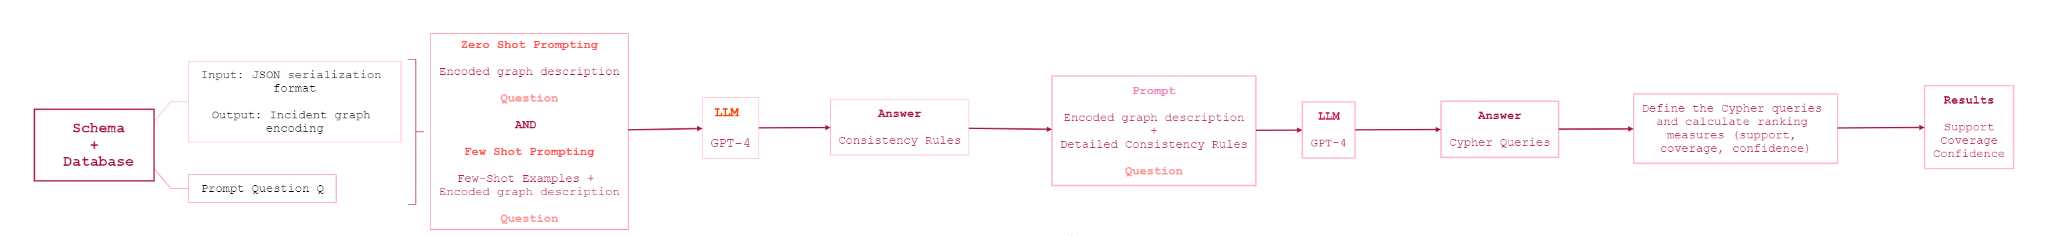 Schema
+
Database
Input: JSON serialization
format
Output: Incident graph
encoding
Prompt Question Q
Zero Shot Prompting
Encoded graph description
Question
AND
Few Shot Prompting
Few-Shot Examples +
Encoded graph description
Question
LLM
GPT-4
Answer
Consistency Rules
Prompt
Encoded graph description
+
Detailed Consistency Rules
Question
LLM
GPT-4
Answer
Cypher Queries
Define the Cypher queries
and calculate ranking
measures (support,
coverage, confidence)
Results
Support
Coverage
Confidence